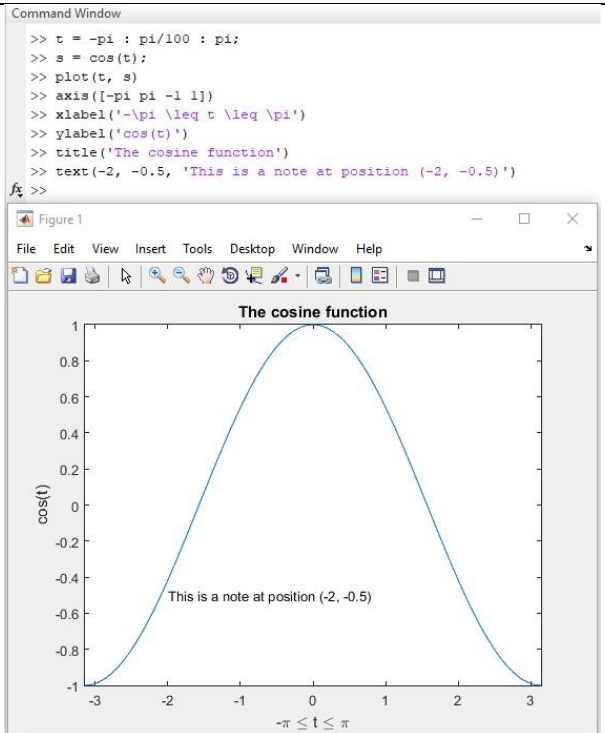 Command Window
>> t = -pi : pi/100 : pi;
>> s = cos(t);
>> plot(t, s)
>> axis([-pi pi -1 1])
>> xlabel('-\pi \leq t \leq \pi')
>> ylabel('cos(t)')
>> title('The cosine function')
>> text(-2, -0.5, 'This is a note at position (-2, -0.5)')
fx >>
Figure 1
File Edit View Insert Tools Desktop Window Help
The cosine function
1
0.8
0.6
0.4
0.2
0
-0.2
-0.4
-0.6
-0.8
-1
cos(t)
This is a note at position (-2, -0.5)
-3 -2 -1 0 1 2 3
-π ≤ t ≤ π